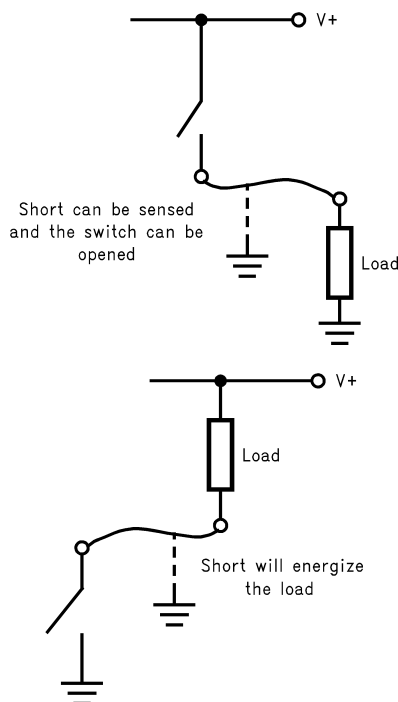 V+
Short can be sensed
and the switch can be
opened
Load
V+
Load
Short will energize
the load